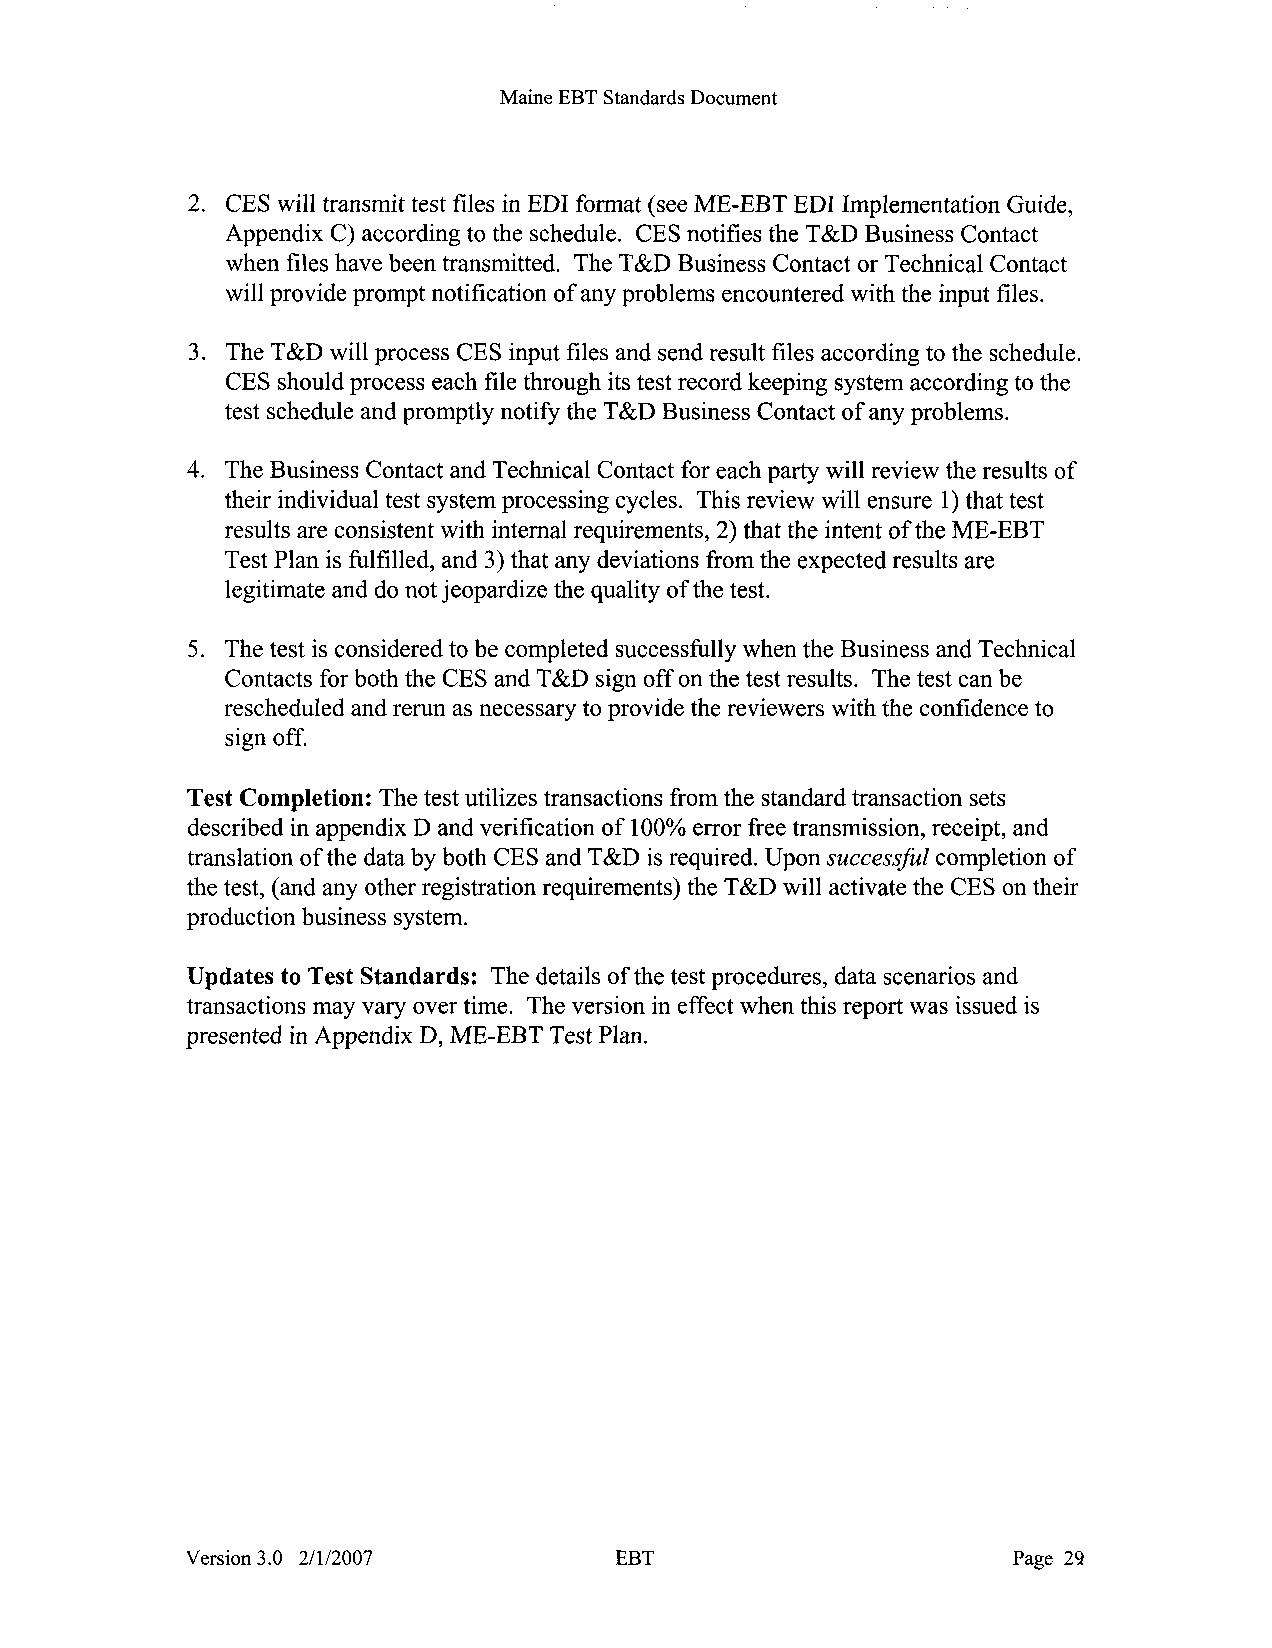 Maine EBT Standards Document
2. CES will transmit test files in EDI format (see ME-EBT EDI Implementation Guide,
Appendix C) according to the schedule. CES notifies the T&D Business Contact
when files have been transmitted. The T&D Business Contact or Technical Contact
will provide prompt notification of any problems encountered with the input files.
3. The T&D will process CES input files and send result files according to the schedule.
CES should process each file through its test record keeping system according to the
test schedule and promptly notify the T&D Business Contact of any problems.
4. The Business Contact and Technical Contact for each party will review the results of
their individual test system processing cycles. This review will ensure 1) that test
results are consistent with internal requirements, 2) that the intent of the ME-EBT
Test Plan is fulfilled, and 3) that any deviations from the expected results are
legitimate and do not jeopardize the quality of the test.
5. The test is considered to be completed successfully when the Business and Technical
Contacts for both the CES and T&D sign off on the test results. The test can be
rescheduled and rerun as necessary to provide the reviewers with the confidence to
sign off.
Test Completion: The test utilizes transactions from the standard transaction sets
described in appendix D and verification of 100% error free transmission, receipt, and
translation of the data by both CES and T&D is required. Upon successful completion of
the test, (and any other registration requirements) the T&D will activate the CES on their
production business system.
Updates to Test Standards: The details of the test procedures, data scenarios and
transactions may vary over time. The version in effect when this report was issued is
presented in Appendix D, ME-EBT Test Plan.
Version 3.0 2/1/2007 EBT Page 29